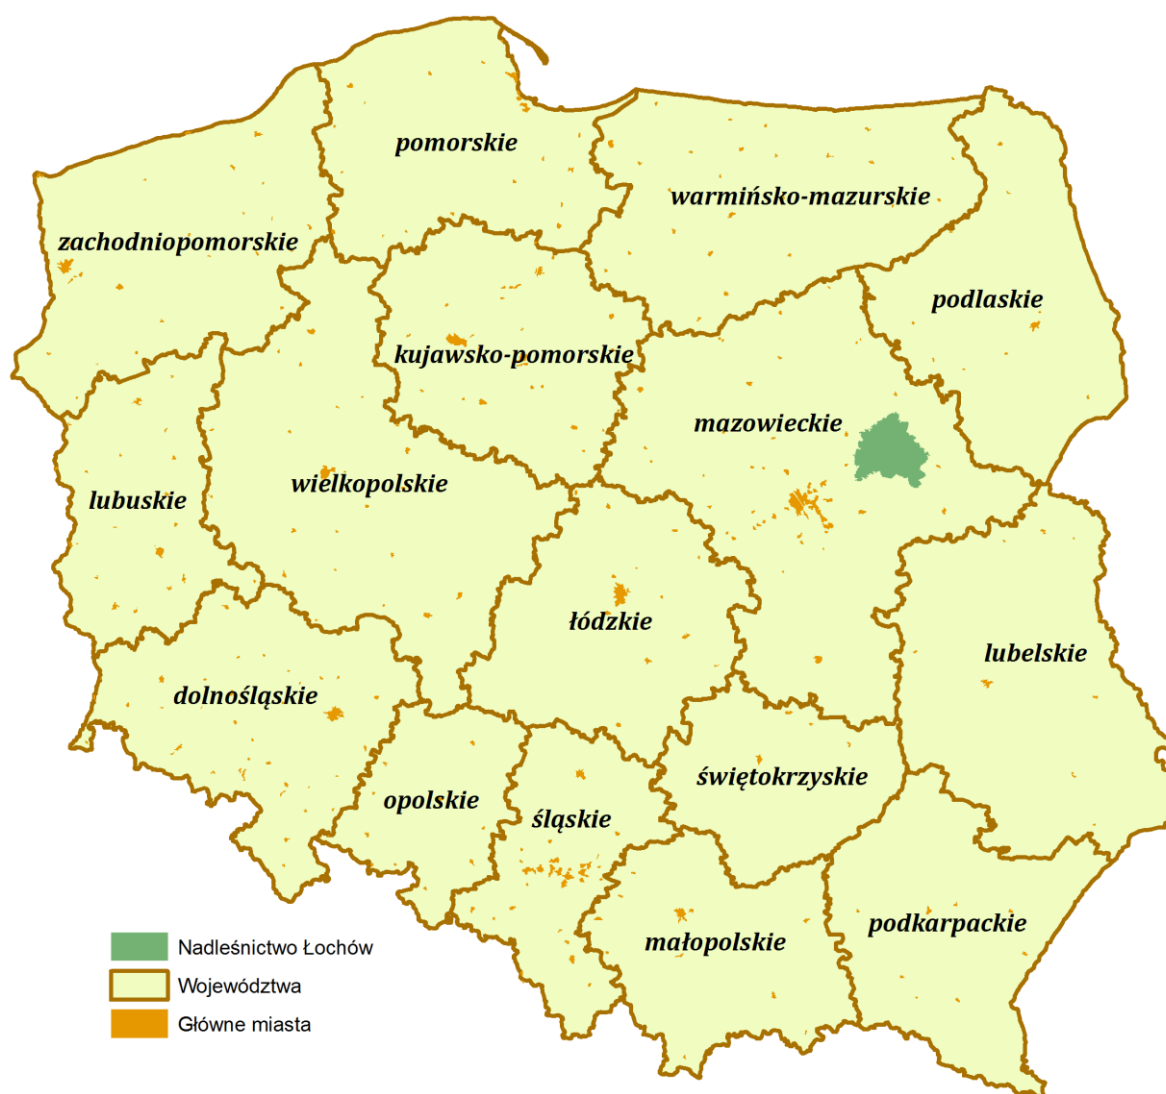 pomorskie
warmińsko-mazurskie
zachodniopomorskie
podlaskie
kujawsko-pomorskie
mazowieckie
wielkopolskie
lubuskie
łódzkie
lubelskie
dolnośląskie
świętokrzyskie
opolskie
śląskie
podkarpackie
małopolskie
Nadleśnictwo Łochów
Województwa
Główne miasta